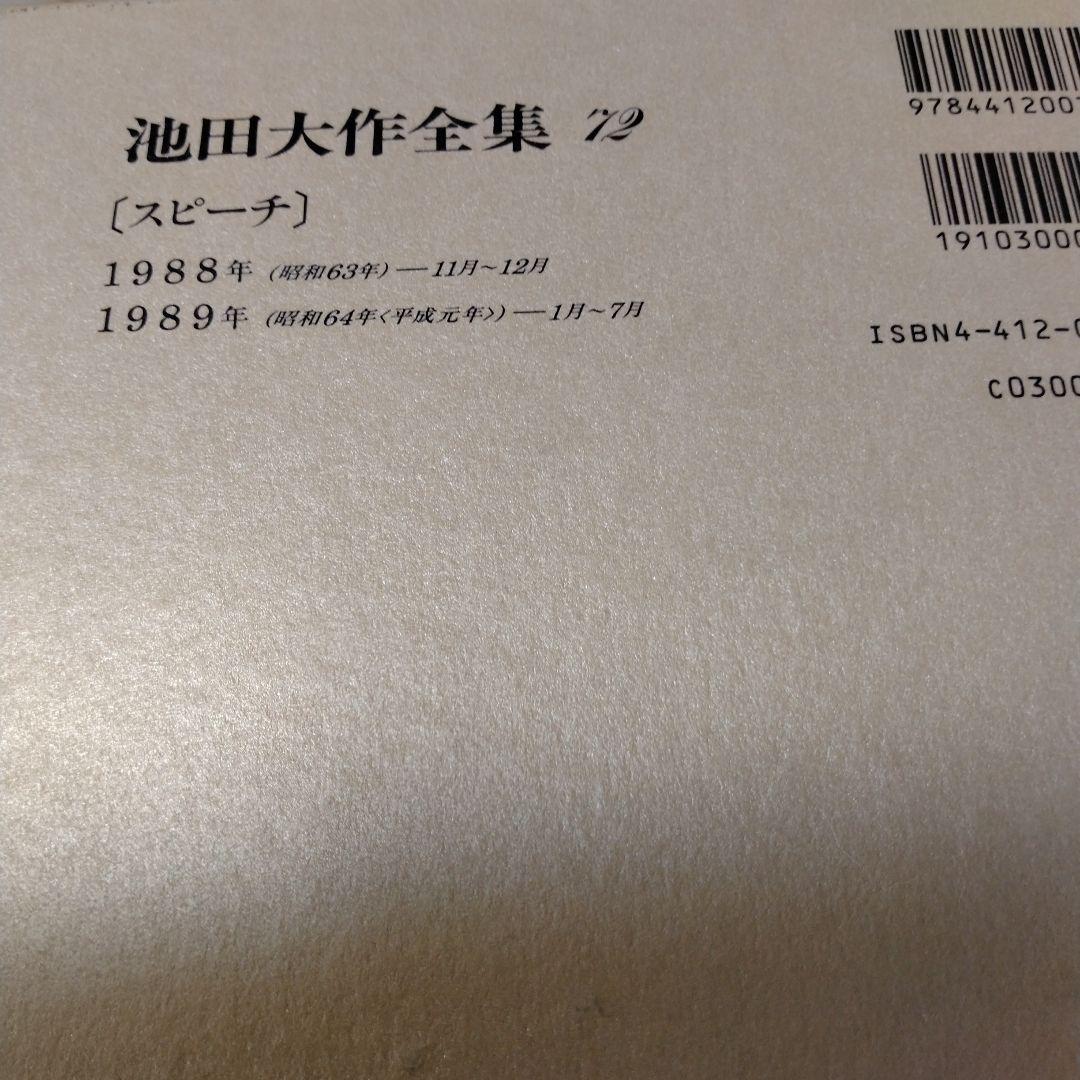 池田大作全集 72
〔スピーチ〕
1988年 (昭和63年)―11月~12月
1989年 (昭和64年〈平成元年〉)―1月~7月
9784412007
19103000
ISBN4-412-0
C0300